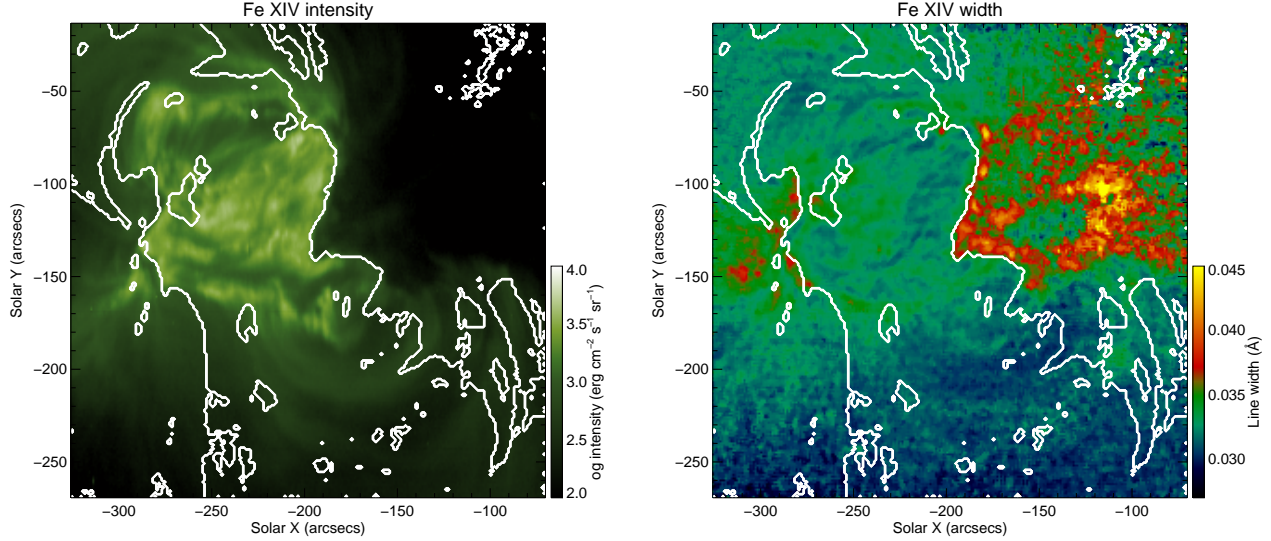 Fe XIV intensity
−50
−100
−150
−200
−250
Solar Y (arcsecs)
−300 −250 −200 −150 −100
Solar X (arcsecs)
4.0
3.5
3.0
2.5
2.0
og intensity (erg cm⁻² s⁻¹ sr⁻¹)
Fe XIV width
−50
−100
−150
−200
−250
Solar Y (arcsecs)
−300 −250 −200 −150 −100
Solar X (arcsecs)
0.045
0.040
0.035
0.030
Line width (Å)